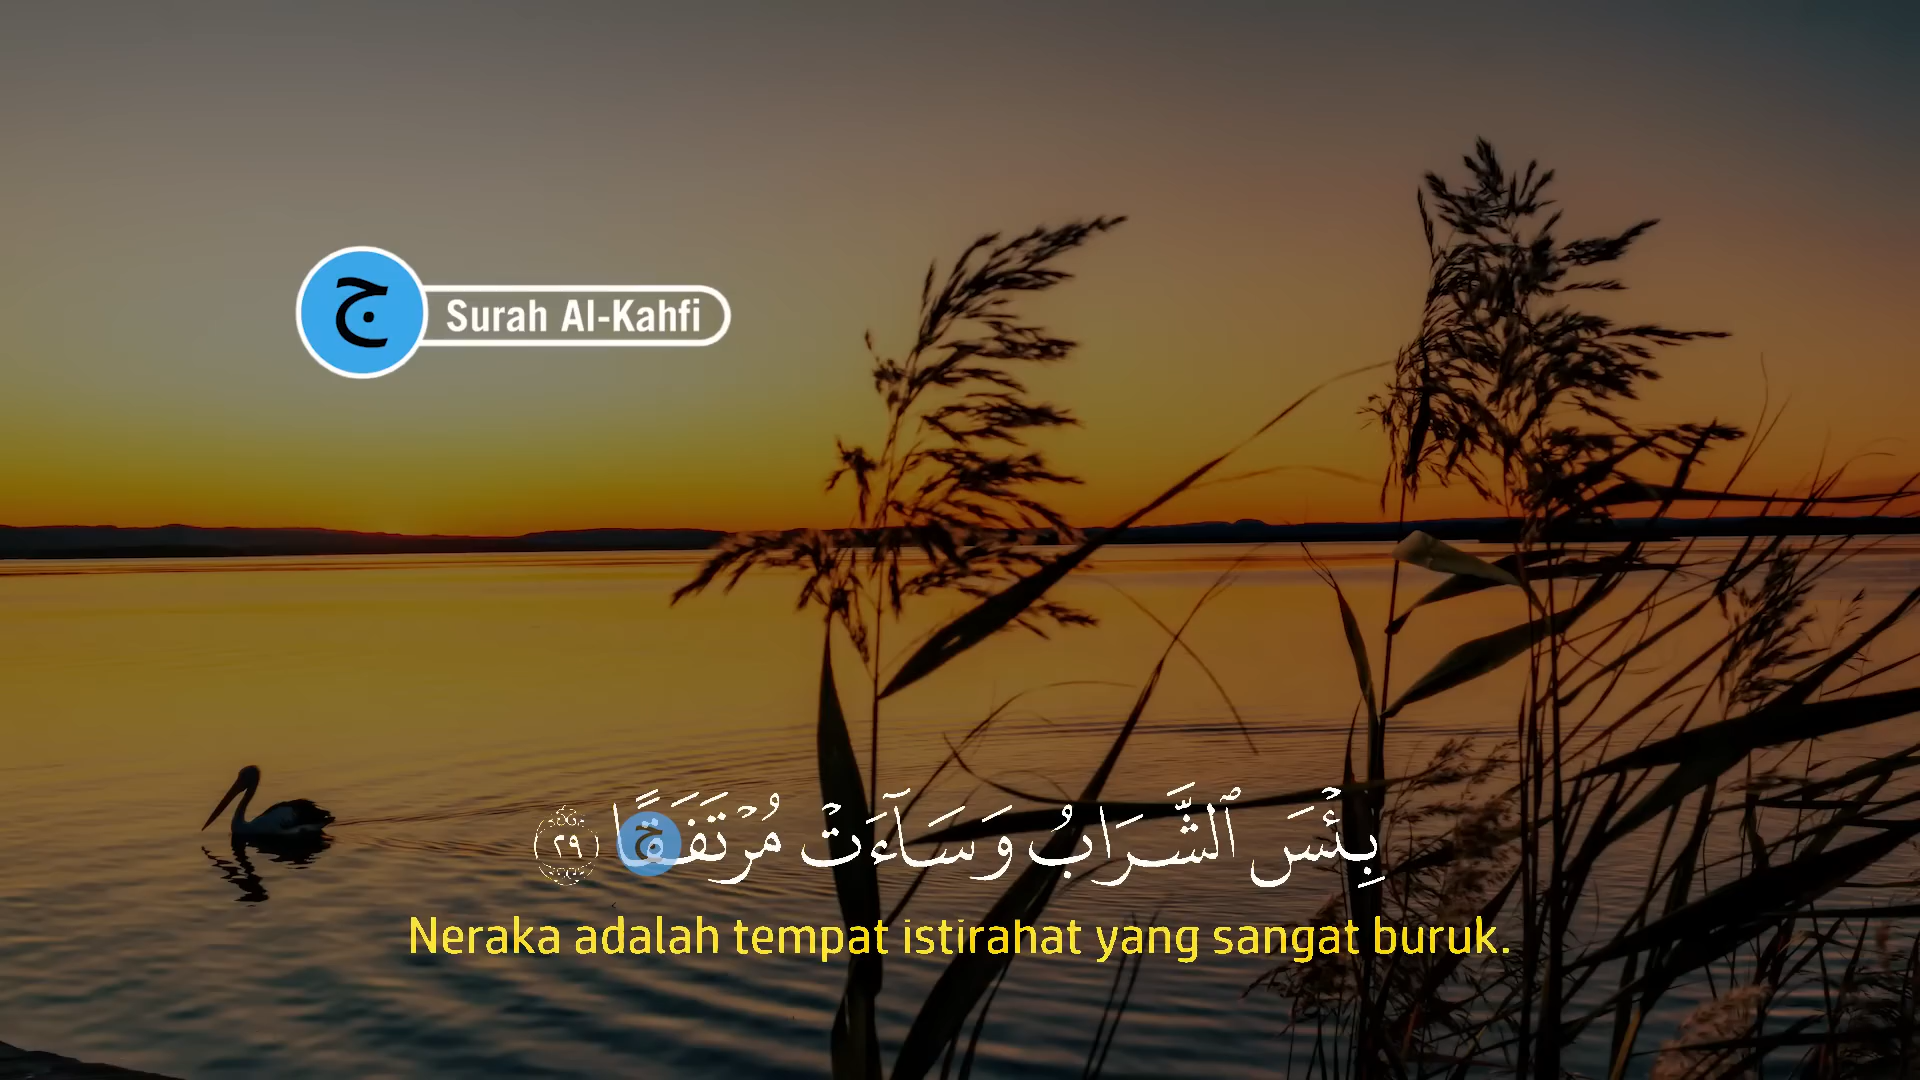 ج
Surah Al-Kahfi
بِئْسَ ٱلشَّرَابُ وَسَآءَتْ مُرْتَفَقًا ٢٩
ج
Neraka adalah tempat istirahat yang sangat buruk.